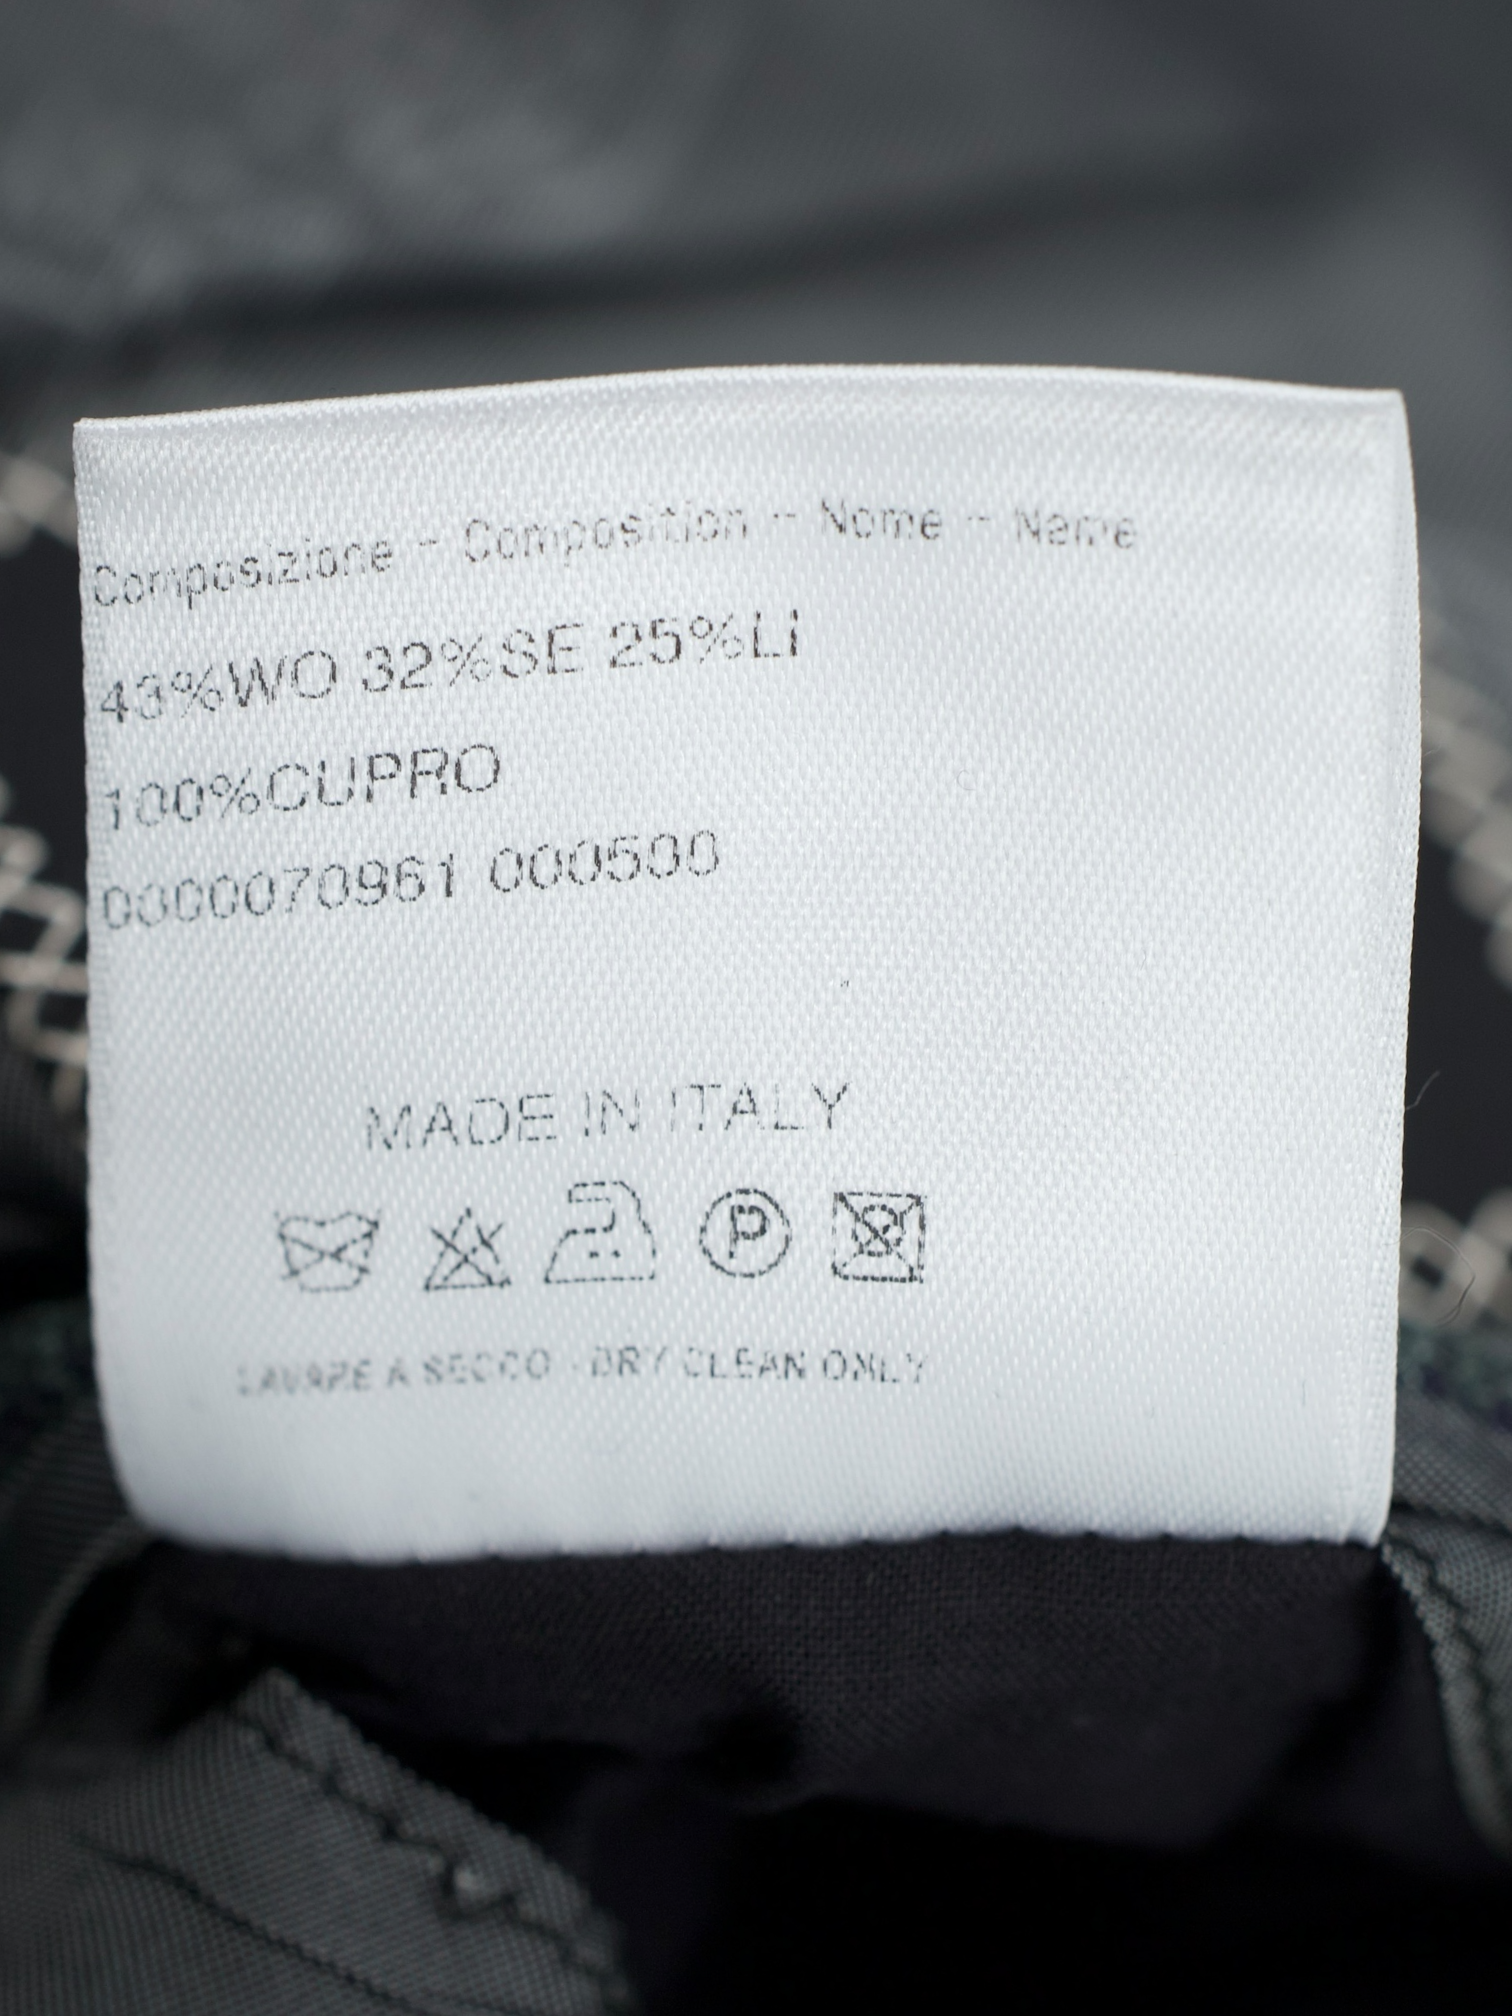 Composizione - Composition - Nome - Name
43%WO 32%SE 25%LI
100%CUPRO
0000070961 000500
MADE IN ITALY
P
LAVARE A SECCO - DRY CLEAN ONLY